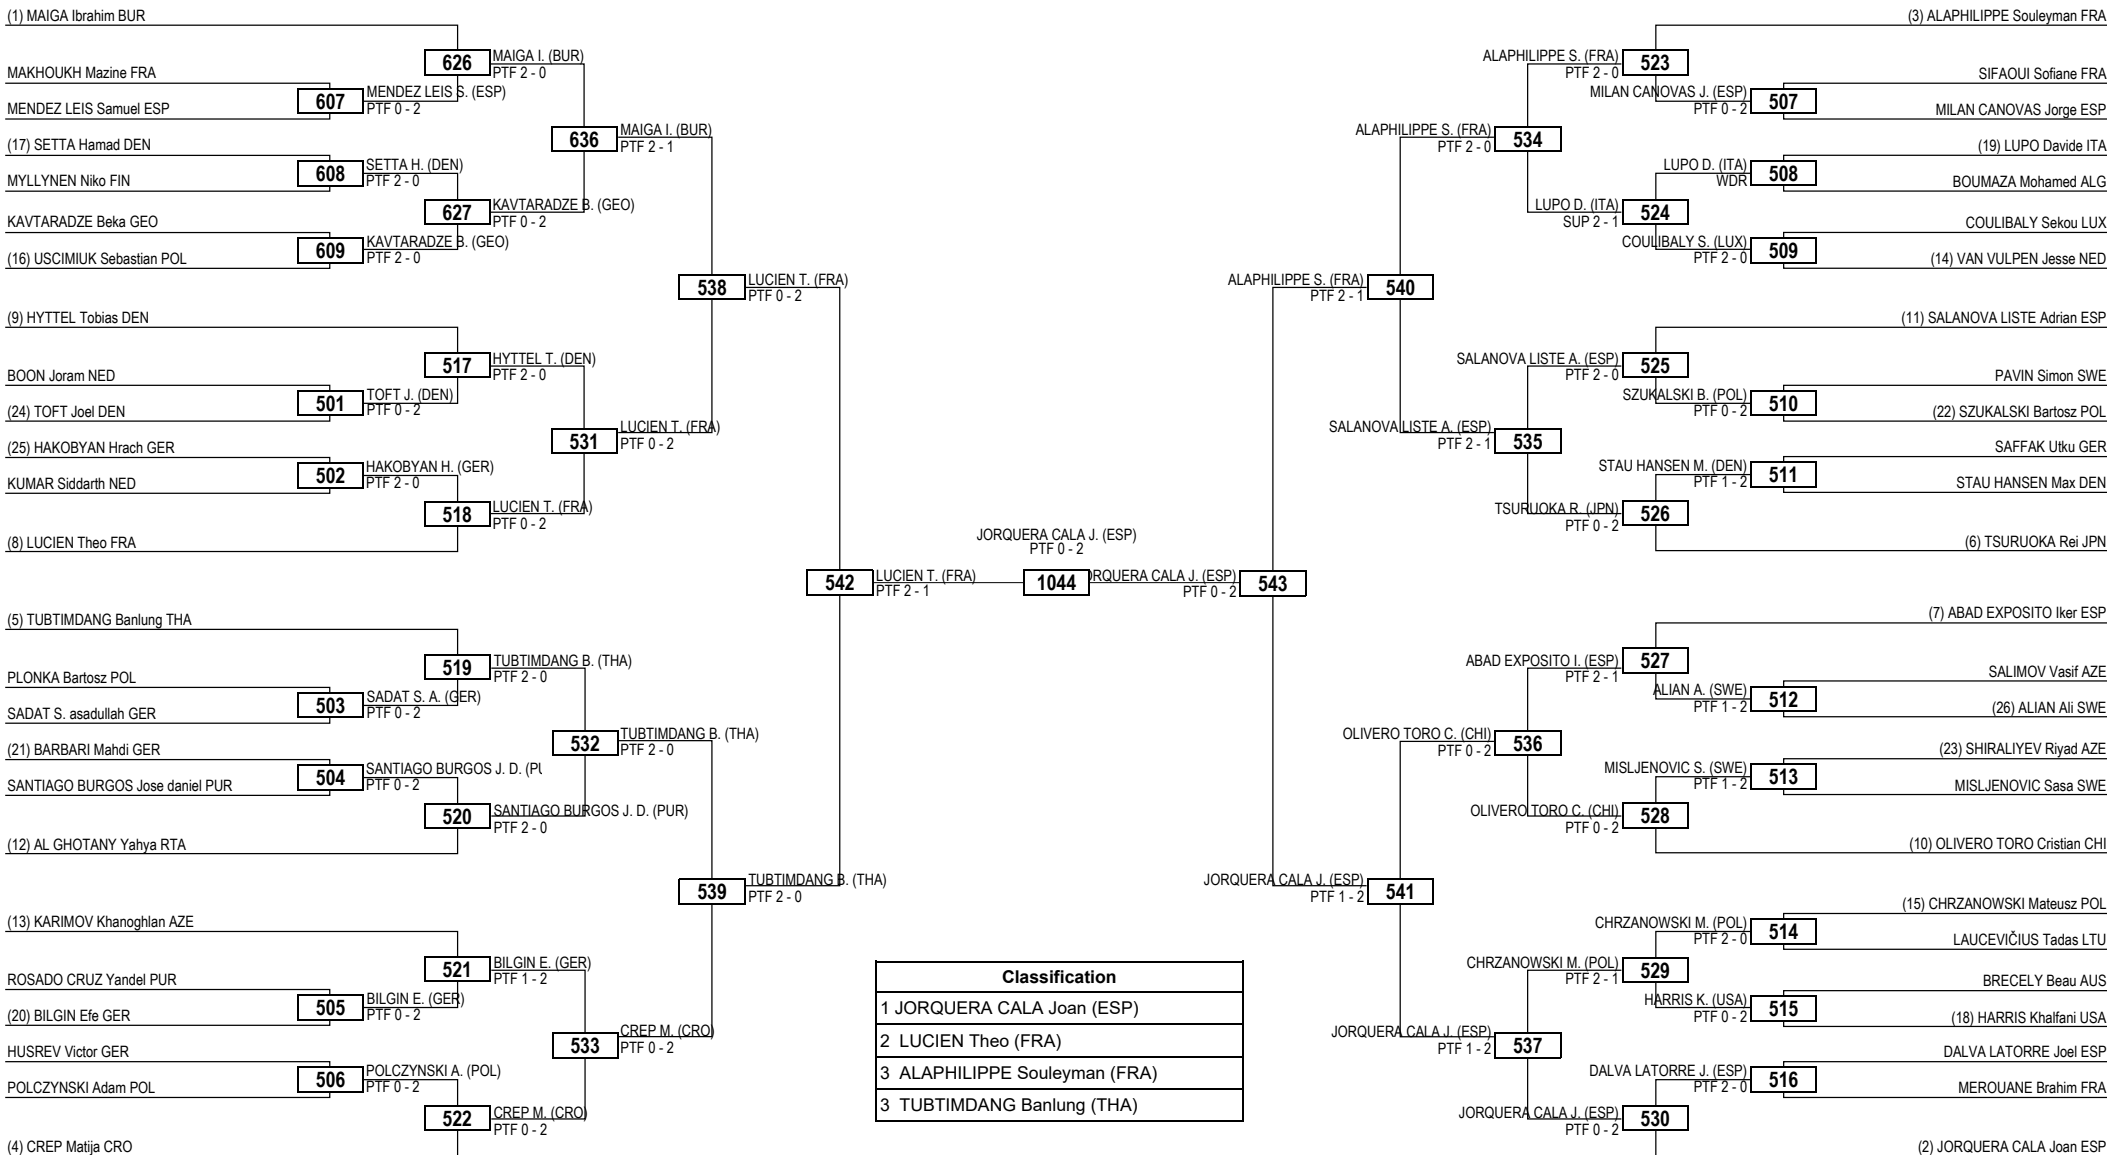 (1) MAIGA Ibrahim BUR
MAKHOUKH Mazine FRA
MENDEZ LEIS Samuel ESP
(17) SETTA Hamad DEN
MYLLYNEN Niko FIN
KAVTARADZE Beka GEO
(16) USCIMIUK Sebastian POL
(9) HYTTEL Tobias DEN
BOON Joram NED
(24) TOFT Joel DEN
(25) HAKOBYAN Hrach GER
KUMAR Siddarth NED
(8) LUCIEN Theo FRA
(5) TUBTIMDANG Banlung THA
PLONKA Bartosz POL
SADAT S. asadullah GER
(21) BARBARI Mahdi GER
SANTIAGO BURGOS Jose daniel PUR
(12) AL GHOTANY Yahya RTA
(13) KARIMOV Khanoghlan AZE
ROSADO CRUZ Yandel PUR
(20) BILGIN Efe GER
HUSREV Victor GER
POLCZYNSKI Adam POL
(4) CREP Matija CRO
607
MENDEZ LEIS S. (ESP)
PTF 0 - 2
608
SETTA H. (DEN)
PTF 2 - 0
609
KAVTARADZE B. (GEO)
PTF 2 - 0
501
TOFT J. (DEN)
PTF 0 - 2
502
HAKOBYAN H. (GER)
PTF 2 - 0
503
SADAT S. A. (GER)
PTF 0 - 2
504
SANTIAGO BURGOS J. D. (PU
PTF 0 - 2
505
BILGIN E. (GER)
PTF 0 - 2
506
POLCZYNSKI A. (POL)
PTF 0 - 2
626
MAIGA I. (BUR)
PTF 2 - 0
627
KAVTARADZE B. (GEO)
PTF 0 - 2
517
HYTTEL T. (DEN)
PTF 2 - 0
518
LUCIEN T. (FRA)
PTF 0 - 2
519
TUBTIMDANG B. (THA)
PTF 2 - 0
520
SANTIAGO BURGOS J. D. (PUR)
PTF 2 - 0
521
BILGIN E. (GER)
PTF 1 - 2
522
CREP M. (CRO)
PTF 0 - 2
636
MAIGA I. (BUR)
PTF 2 - 1
531
LUCIEN T. (FRA)
PTF 0 - 2
532
TUBTIMDANG B. (THA)
PTF 2 - 0
533
CREP M. (CRO)
PTF 0 - 2
538
LUCIEN T. (FRA)
PTF 0 - 2
539
TUBTIMDANG B. (THA)
PTF 2 - 0
542
LUCIEN T. (FRA)
PTF 2 - 1
JORQUERA CALA J. (ESP)
PTF 0 - 2
1044
ORQUERA CALA J. (ESP)
PTF 0 - 2
543
Classification
1 JORQUERA CALA Joan (ESP)
2 LUCIEN Theo (FRA)
3 ALAPHILIPPE Souleyman (FRA)
3 TUBTIMDANG Banlung (THA)
ALAPHILIPPE S. (FRA)
PTF 2 - 1
540
JORQUERA CALA J. (ESP)
PTF 1 - 2
541
ALAPHILIPPE S. (FRA)
PTF 2 - 0
534
SALANOVA LISTE A. (ESP)
PTF 2 - 1
535
OLIVERO TORO C. (CHI)
PTF 0 - 2
536
JORQUERA CALA J. (ESP)
PTF 1 - 2
537
ALAPHILIPPE S. (FRA)
PTF 2 - 0
523
LUPO D. (ITA)
SUP 2 - 1
524
SALANOVA LISTE A. (ESP)
PTF 2 - 0
525
TSURUOKA R. (JPN)
PTF 0 - 2
526
ABAD EXPOSITO I. (ESP)
PTF 2 - 1
527
OLIVERO TORO C. (CHI)
PTF 0 - 2
528
CHRZANOWSKI M. (POL)
PTF 2 - 1
529
JORQUERA CALA J. (ESP)
PTF 0 - 2
530
MILAN CANOVAS J. (ESP)
PTF 0 - 2
507
LUPO D. (ITA)
WDR
508
COULIBALY S. (LUX)
PTF 2 - 0
509
SZUKALSKI B. (POL)
PTF 0 - 2
510
STAU HANSEN M. (DEN)
PTF 1 - 2
511
ALIAN A. (SWE)
PTF 1 - 2
512
MISLJENOVIC S. (SWE)
PTF 1 - 2
513
CHRZANOWSKI M. (POL)
PTF 2 - 0
514
HARRIS K. (USA)
PTF 0 - 2
515
DALVA LATORRE J. (ESP)
PTF 2 - 0
516
(3) ALAPHILIPPE Souleyman FRA
SIFAOUI Sofiane FRA
MILAN CANOVAS Jorge ESP
(19) LUPO Davide ITA
BOUMAZA Mohamed ALG
COULIBALY Sekou LUX
(14) VAN VULPEN Jesse NED
(11) SALANOVA LISTE Adrian ESP
PAVIN Simon SWE
(22) SZUKALSKI Bartosz POL
SAFFAK Utku GER
STAU HANSEN Max DEN
(6) TSURUOKA Rei JPN
(7) ABAD EXPOSITO Iker ESP
SALIMOV Vasif AZE
(26) ALIAN Ali SWE
(23) SHIRALIYEV Riyad AZE
MISLJENOVIC Sasa SWE
(10) OLIVERO TORO Cristian CHI
(15) CHRZANOWSKI Mateusz POL
LAUCEVIČIUS Tadas LTU
BRECELY Beau AUS
(18) HARRIS Khalfani USA
DALVA LATORRE Joel ESP
MEROUANE Brahim FRA
(2) JORQUERA CALA Joan ESP